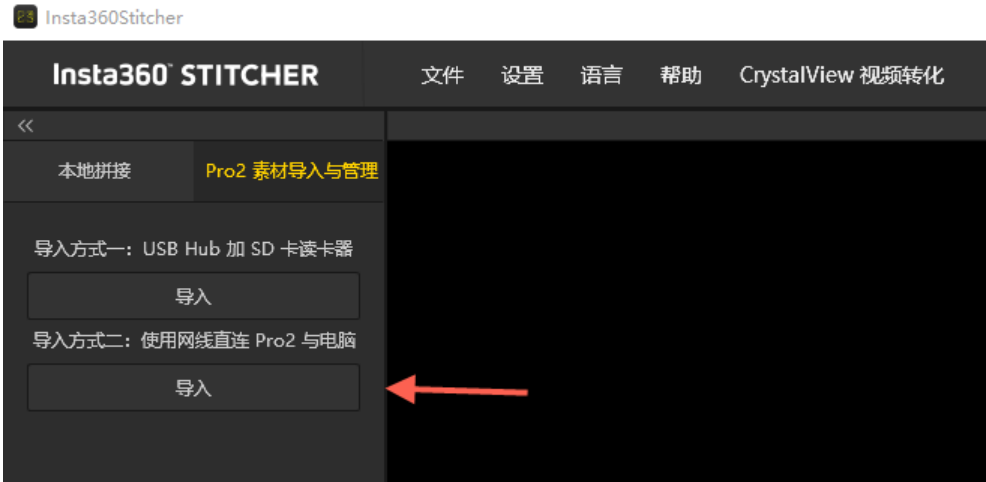 Insta360Stitcher
Insta360™ STITCHER 文件 设置 语言 帮助 CrystalView 视频转化
本地拼接 Pro2 素材导入与管理
导入方式一：USB Hub 加 SD 卡读卡器
导入
导入方式二：使用网线直连 Pro2 与电脑
导入